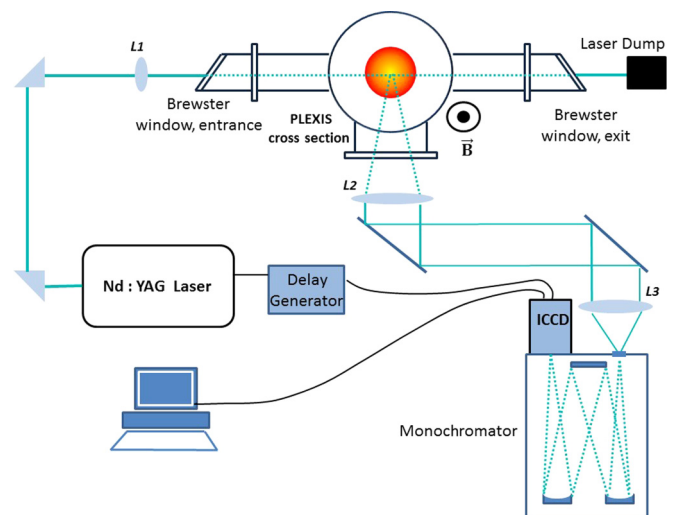 L1
Laser Dump
Brewster
window, entrance
PLEXIS
cross section
B
Brewster
window, exit
L2
Nd : YAG Laser
Delay
Generator
L3
ICCD
Monochromator